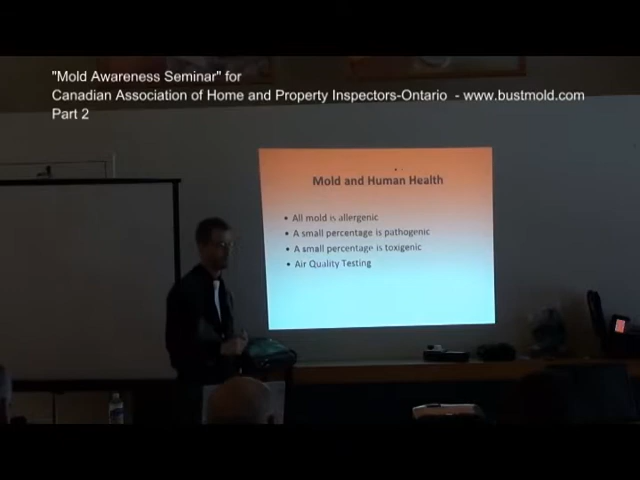 "Mold Awareness Seminar" for
Canadian Association of Home and Property Inspectors-Ontario - www.bustmold.com
Part 2
Mold and Human Health
• All mold is allergenic
• A small percentage is pathogenic
• A small percentage is toxigenic
• Air Quality Testing